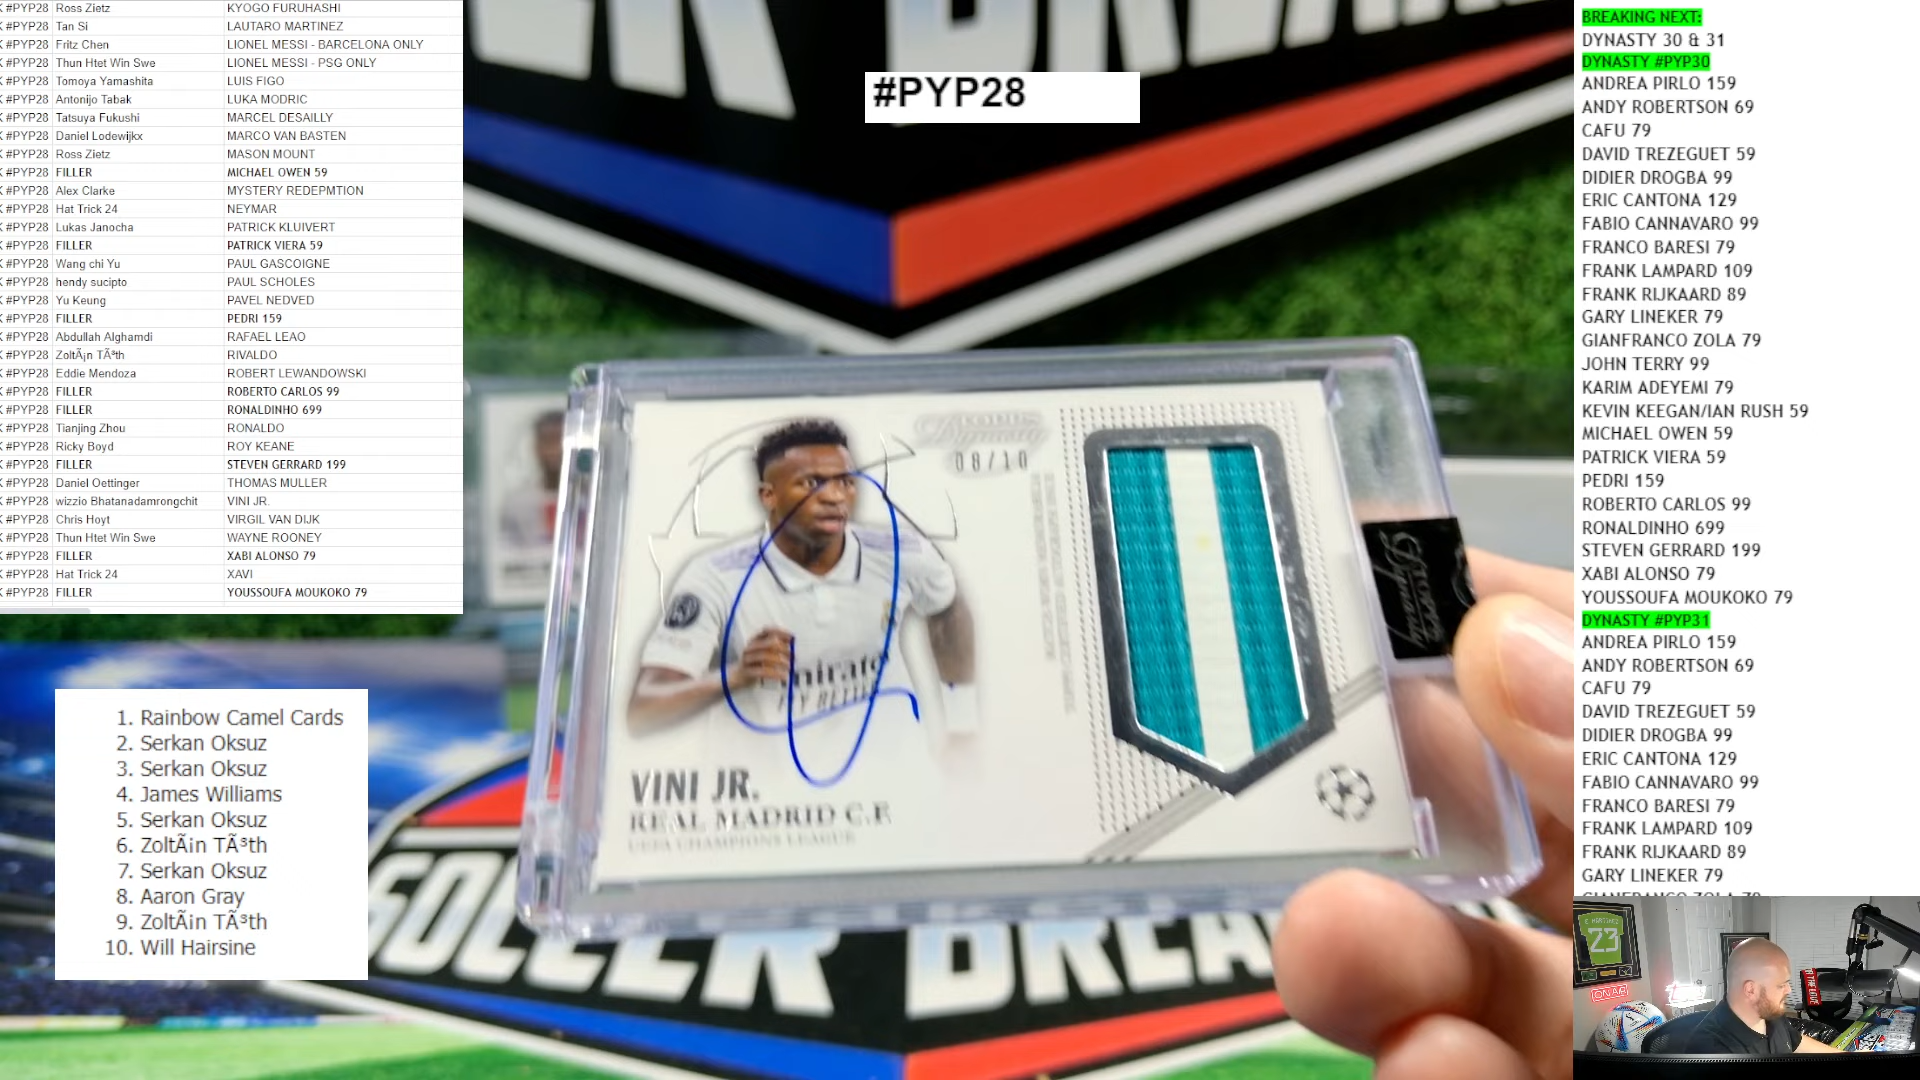 #PYP28 Ross Zietz KYOGO FURUHASHI
#PYP28 Tan Si LAUTARO MARTINEZ
#PYP28 Fritz Chen LIONEL MESSI - BARCELONA ONLY
#PYP28 Thun Htet Win Swe LIONEL MESSI - PSG ONLY
#PYP28 Tomoya Yamashita LUIS FIGO
#PYP28 Antonijo Tabak LUKA MODRIC
#PYP28 Tatsuya Fukushi MARCEL DESAILLY
#PYP28 Daniel Lodewijkx MARCO VAN BASTEN
#PYP28 Ross Zietz MASON MOUNT
#PYP28 FILLER MICHAEL OWEN 59
#PYP28 Alex Clarke MYSTERY REDEPMTION
#PYP28 Hat Trick 24 NEYMAR
#PYP28 Lukas Janocha PATRICK KLUIVERT
#PYP28 FILLER PATRICK VIERA 59
#PYP28 Wang chi Yu PAUL GASCOIGNE
#PYP28 hendy sucipto PAUL SCHOLES
#PYP28 Yu Keung PAVEL NEDVED
#PYP28 FILLER PEDRI 159
#PYP28 Abdullah Alghamdi RAFAEL LEAO
#PYP28 ZoltÃ¡n TÃ³th RIVALDO
#PYP28 Eddie Mendoza ROBERT LEWANDOWSKI
#PYP28 FILLER ROBERTO CARLOS 99
#PYP28 FILLER RONALDINHO 699
#PYP28 Tianjing Zhou RONALDO
#PYP28 Ricky Boyd ROY KEANE
#PYP28 FILLER STEVEN GERRARD 199
#PYP28 Daniel Oettinger THOMAS MULLER
#PYP28 wizzio Bhatanadamrongchit VINI JR.
#PYP28 Chris Hoyt VIRGIL VAN DIJK
#PYP28 Thun Htet Win Swe WAYNE ROONEY
#PYP28 FILLER XABI ALONSO 79
#PYP28 Hat Trick 24 XAVI
#PYP28 FILLER YOUSSOUFA MOUKOKO 79
#PYP28
Dynasty
08/10
VINI JR.
REAL MADRID C.F.
UEFA CHAMPIONS LEAGUE
Dynasty
SOCCER BREA
1. Rainbow Camel Cards
2. Serkan Oksuz
3. Serkan Oksuz
4. James Williams
5. Serkan Oksuz
6. ZoltÃin TÃ³th
7. Serkan Oksuz
8. Aaron Gray
9. ZoltÃin TÃ³th
10. Will Hairsine
BREAKING NEXT:
DYNASTY 30 & 31
DYNASTY #PYP30
ANDREA PIRLO 159
ANDY ROBERTSON 69
CAFU 79
DAVID TREZEGUET 59
DIDIER DROGBA 99
ERIC CANTONA 129
FABIO CANNAVARO 99
FRANCO BARESI 79
FRANK LAMPARD 109
FRANK RIJKAARD 89
GARY LINEKER 79
GIANFRANCO ZOLA 79
JOHN TERRY 99
KARIM ADEYEMI 79
KEVIN KEEGAN/IAN RUSH 59
MICHAEL OWEN 59
PATRICK VIERA 59
PEDRI 159
ROBERTO CARLOS 99
RONALDINHO 699
STEVEN GERRARD 199
XABI ALONSO 79
YOUSSOUFA MOUKOKO 79
DYNASTY #PYP31
ANDREA PIRLO 159
ANDY ROBERTSON 69
CAFU 79
DAVID TREZEGUET 59
DIDIER DROGBA 99
ERIC CANTONA 129
FABIO CANNAVARO 99
FRANCO BARESI 79
FRANK LAMPARD 109
FRANK RIJKAARD 89
GARY LINEKER 79
GIANFRANCO ZOLA 79
23
ON AIR